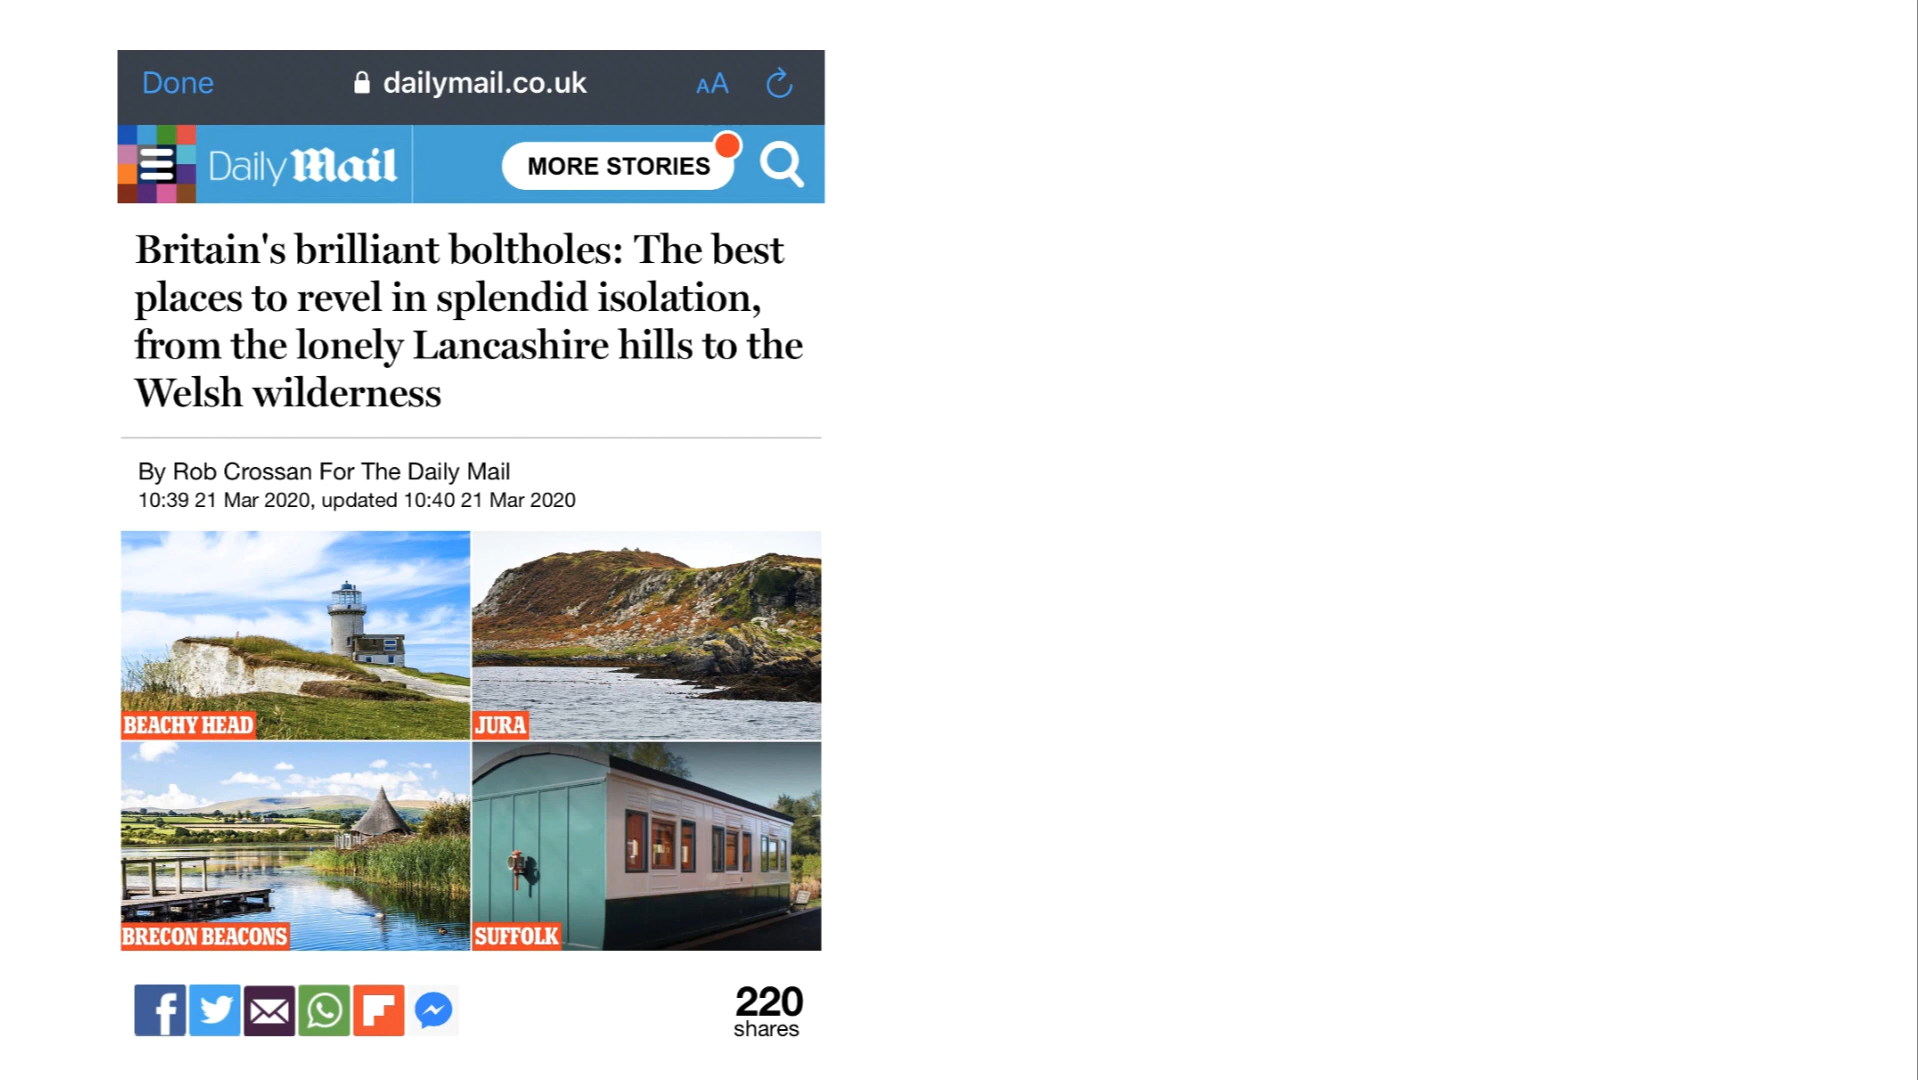 Done
dailymail.co.uk
AA
Daily Mail
MORE STORIES
Britain's brilliant boltholes: The best
places to revel in splendid isolation,
from the lonely Lancashire hills to the
Welsh wilderness
By Rob Crossan For The Daily Mail
10:39 21 Mar 2020, updated 10:40 21 Mar 2020
BEACHY HEAD
JURA
BRECON BEACONS
SUFFOLK
220
shares